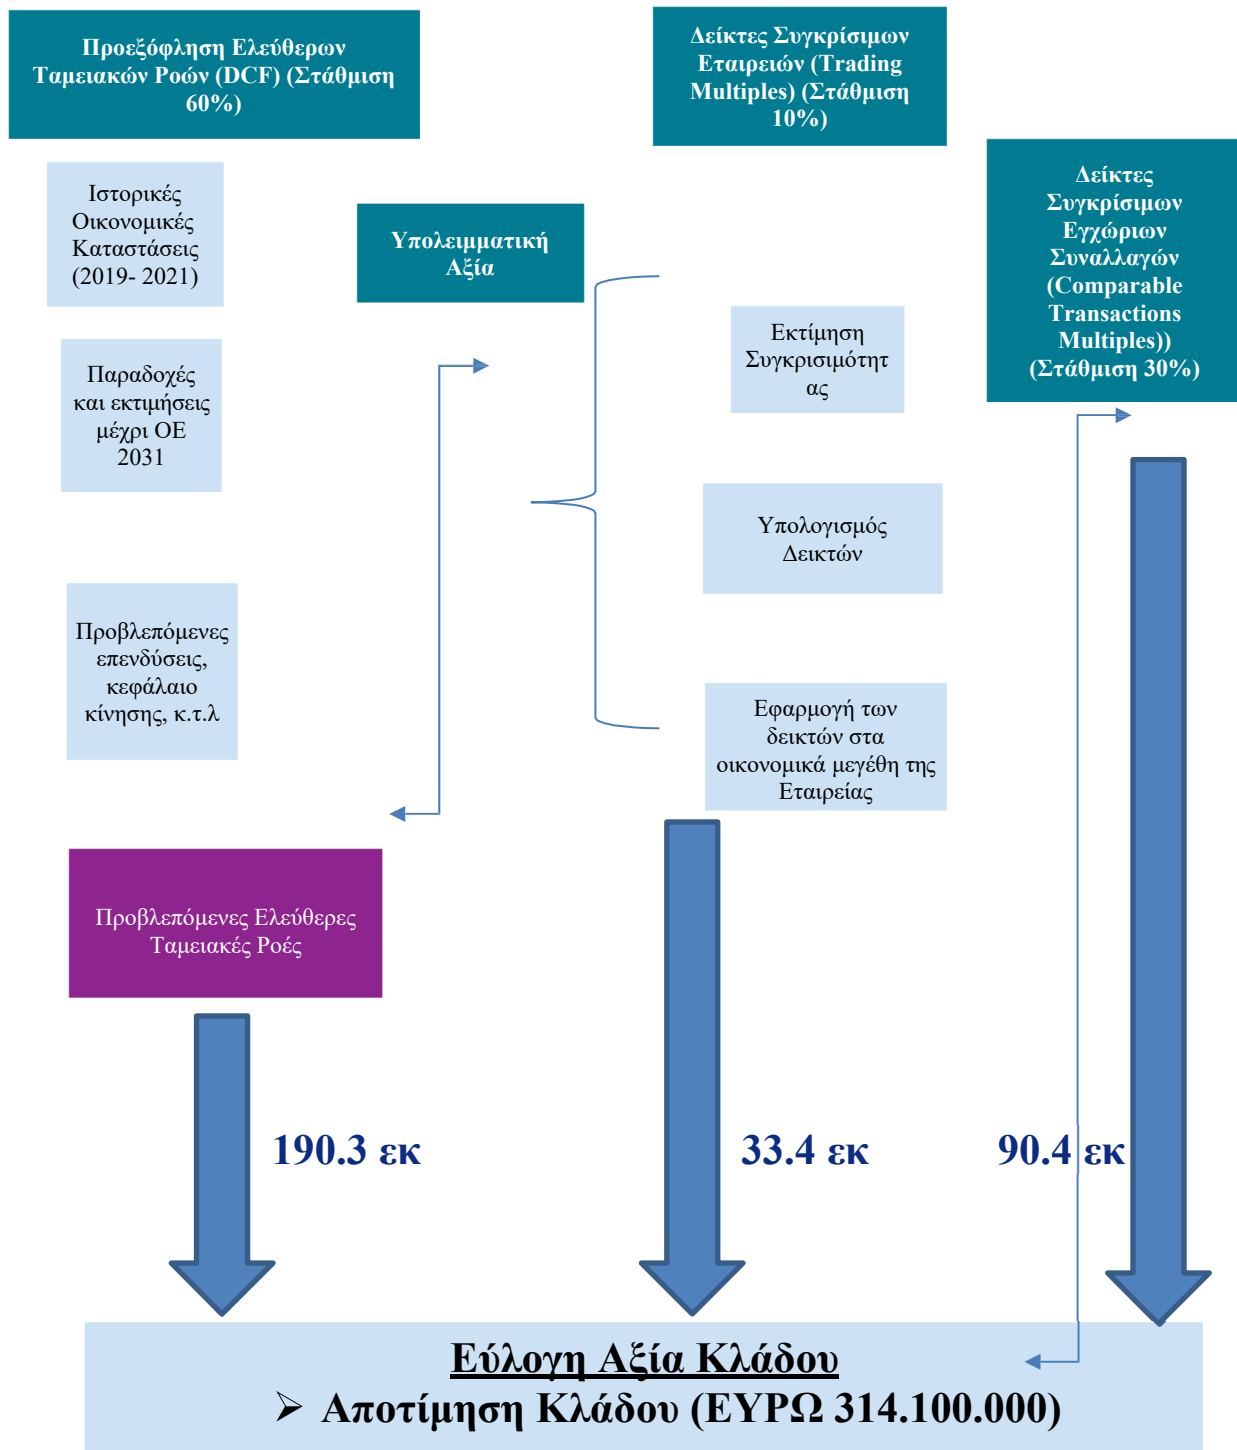 Προεξόφληση Ελεύθερων
Ταμειακών Ροών (DCF) (Στάθμιση
60%)
Ιστορικές
Οικονομικές
Καταστάσεις
(2019- 2021)
Παραδοχές
και εκτιμήσεις
μέχρι ΟΕ
2031
Προβλεπόμενες
επενδύσεις,
κεφάλαιο
κίνησης, κ.τ.λ
Προβλεπόμενες Ελεύθερες
Ταμειακές Ροές
Υπολειμματική
Αξία
Δείκτες Συγκρίσιμων
Εταιρειών (Trading
Multiples) (Στάθμιση
10%)
Εκτίμηση
Συγκρισιμότητ
ας
Υπολογισμός
Δεικτών
Εφαρμογή των
δεικτών στα
οικονομικά μεγέθη της
Εταιρείας
Δείκτες
Συγκρίσιμων
Εγχώριων
Συναλλαγών
(Comparable
Transactions
Multiples))
(Στάθμιση 30%)
190.3 εκ
33.4 εκ
90.4 εκ
Εύλογη Αξία Κλάδου
➢ Αποτίμηση Κλάδου (ΕΥΡΩ 314.100.000)